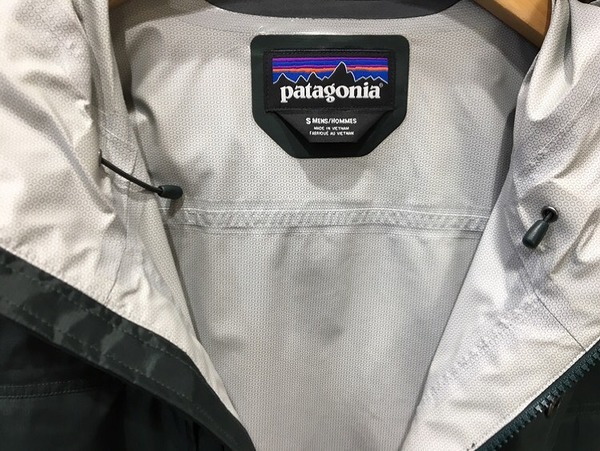 patagonia
S MENS/HOMMES
MADE IN VIETNAM
FABRIQUÉ AU VIETNAM